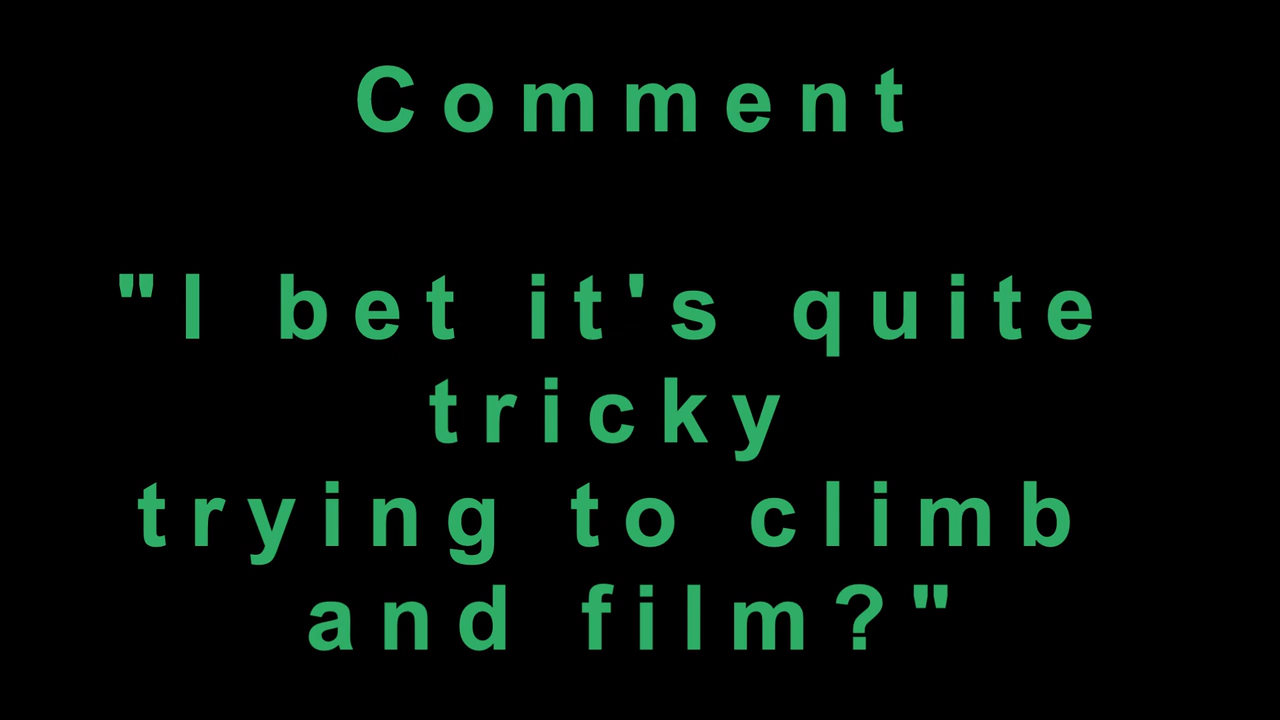 Comment
"I bet it's quite
tricky
trying to climb
and film?"